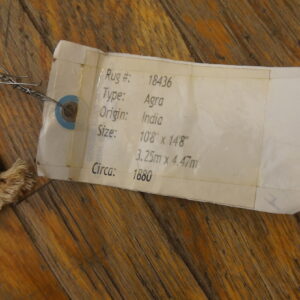 Rug #: 18436
Type: Agra
Origin: India
Size: 10'8" x 14'8"
3.25m x 4.47m
Circa: 1880